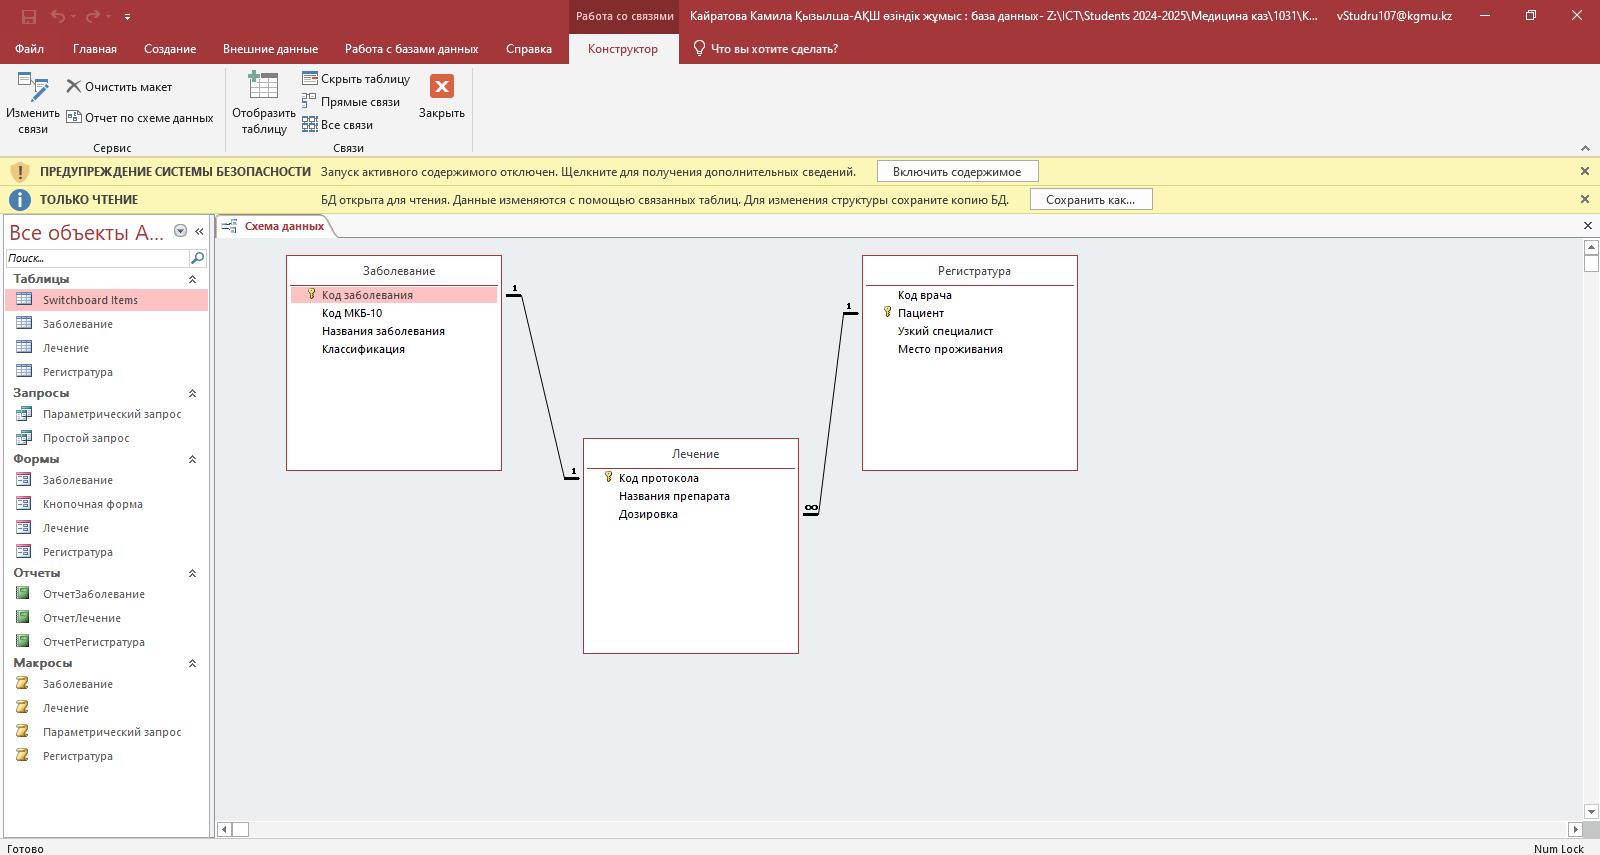 Работа со связями
Кайратова Камила Қызылша-АҚШ өзіндік жұмыс : база данных- Z:\ICT\Students 2024-2025\Медицина каз\1031\К...
vStudru107@kgmu.kz
Файл
Главная
Создание
Внешние данные
Работа с базами данных
Справка
Конструктор
Что вы хотите сделать?
Изменить
связи
Очистить макет
Отчет по схеме данных
Сервис
Отобразить
таблицу
Скрыть таблицу
Прямые связи
Все связи
Закрыть
Связи
ПРЕДУПРЕЖДЕНИЕ СИСТЕМЫ БЕЗОПАСНОСТИ Запуск активного содержимого отключен. Щелкните для получения дополнительных сведений.
Включить содержимое
ТОЛЬКО ЧТЕНИЕ БД открыта для чтения. Данные изменяются с помощью связанных таблиц. Для изменения структуры сохраните копию БД.
Сохранить как...
Все объекты A...
Поиск...
Таблицы
Switchboard Items
Заболевание
Лечение
Регистратура
Запросы
Параметрический запрос
Простой запрос
Формы
Заболевание
Кнопочная форма
Лечение
Регистратура
Отчеты
ОтчетЗаболевание
ОтчетЛечение
ОтчетРегистратура
Макросы
Заболевание
Лечение
Параметрический запрос
Регистратура
Схема данных
Заболевание
Код заболевания
Код МКБ-10
Названия заболевания
Классификация
1
1
Лечение
Код протокола
Названия препарата
Дозировка
∞
1
Регистратура
Код врача
Пациент
Узкий специалист
Место проживания
Готово
Num Lock